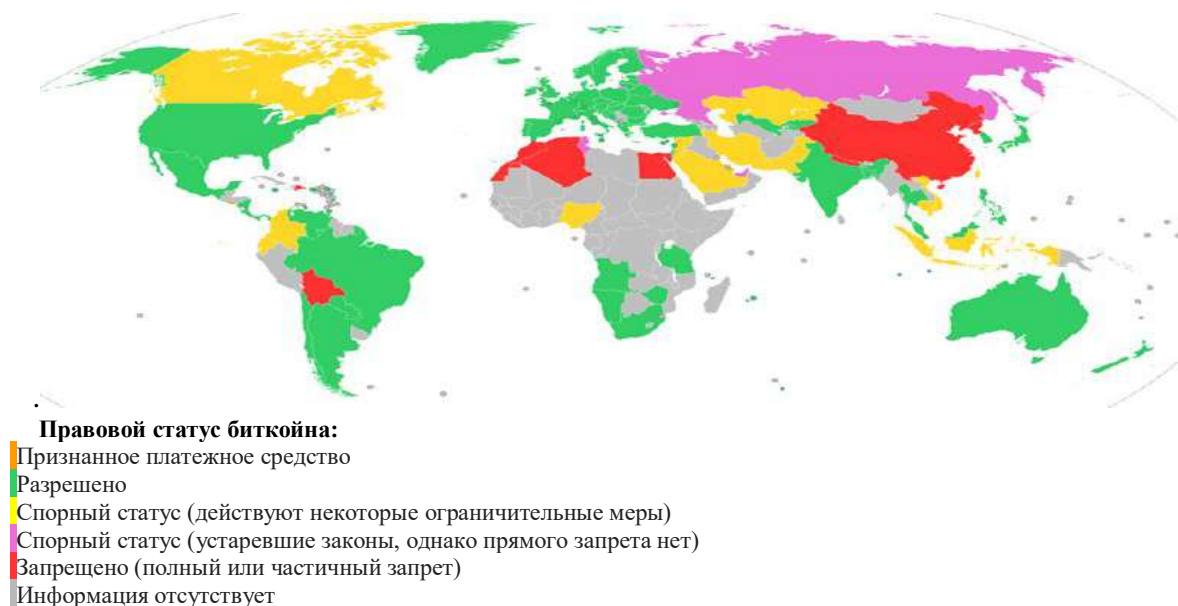 .
Правовой статус биткойна:
Признанное платежное средство
Разрешено
Спорный статус (действуют некоторые ограничительные меры)
Спорный статус (устаревшие законы, однако прямого запрета нет)
Запрещено (полный или частичный запрет)
Информация отсутствует